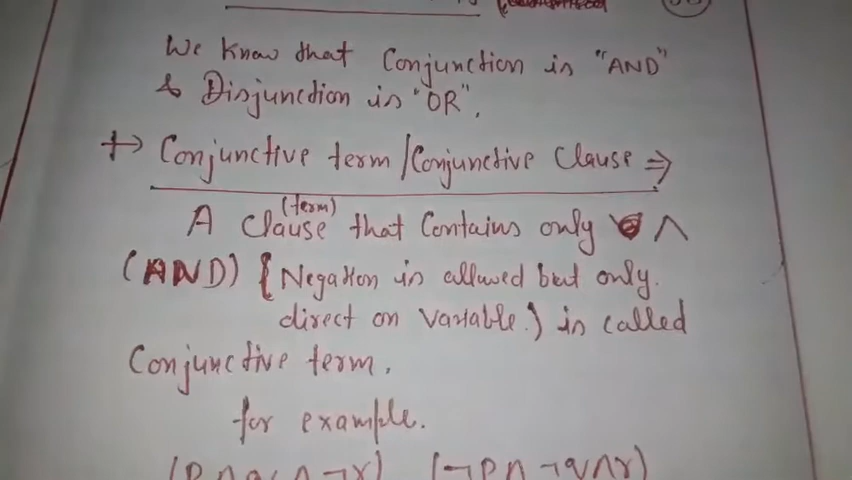 We know that Conjunction is "AND"
& Disjunction is "OR".
Conjunctive term/Conjunctive Clause ⇒
(term)
A Clause that Contains only ∧
(AND) [Negation is allowed but only
direct on variable.) is called
Conjunctive term.
for example.
(P ∧ q ∧ ¬r) (¬P ∧ ¬q ∧ r)